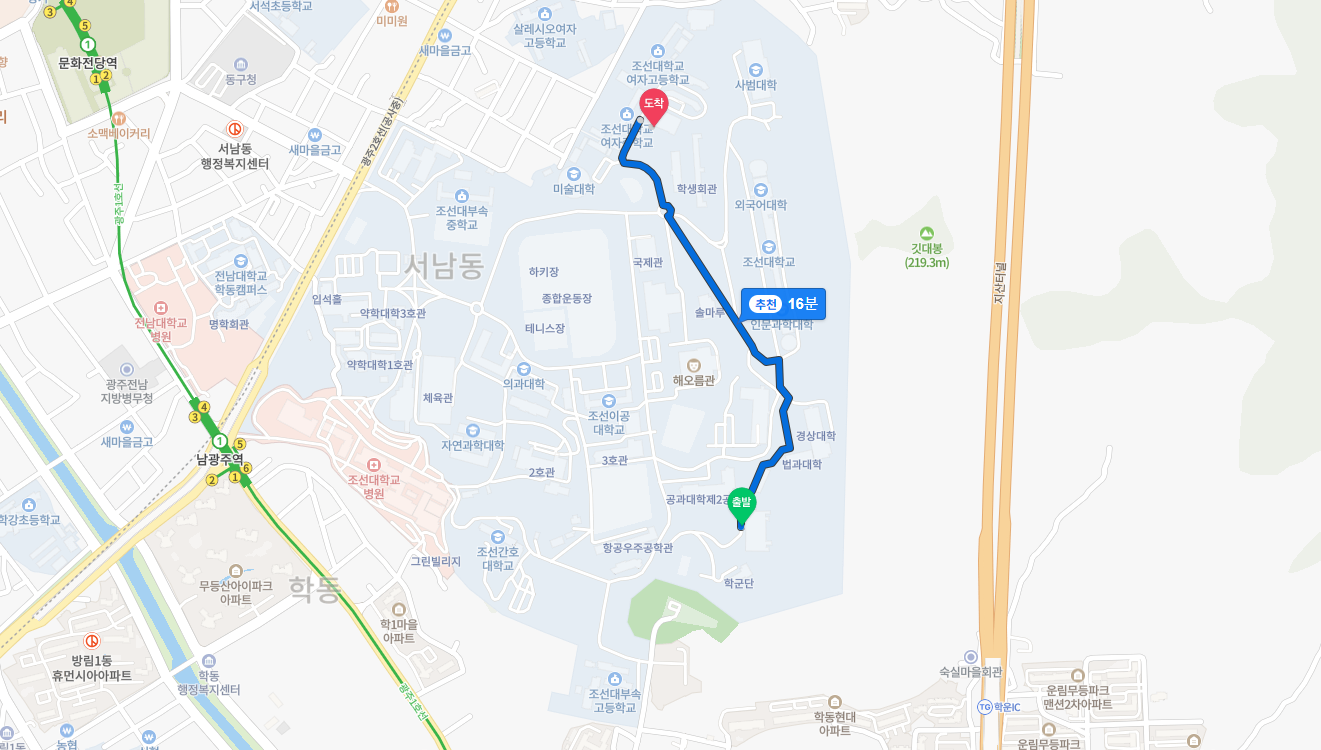 서석초등학교
미미원
살레시오여자
고등학교
새마을금고
조선대학교
여자고등학교
사범대학
3
4
5
1
문화전당역
1
2
동구청
도착
소맥베이커리
서남동
행정복지센터
새마을금고
광주2호선(공사중)
조선대학교
미술대학
학생회관
외국어대학
조선대부속
중학교
광주1호선
깃대봉
(219.3m)
서남동
하키장
국제관
조선대학교
전남대학교
학동캠퍼스
지산터널
입석홀
종합운동장
추천 16분
약학대학3호관
솔마루
전남대학교
병원
명학회관
테니스장
인문과학대학
약학대학1호관
의과대학
해오름관
광주전남
지방병무청
체육관
3
4
조선이공
대학교
새마을금고
1
5
자연과학대학
경상대학
남광주역
2
1
6
3호관
법과대학
2호관
조선대학교
병원
공과대학제2공
출발
학강초등학교
조선간호
대학교
항공우주공학관
그린빌리지
학군단
무등산아이파크
아파트
학동
학1마을
아파트
방림1동
휴먼시아아파트
학동
행정복지센터
숙실마을회관
조선대부속
고등학교
운림무등파크
맨션2차아파트
광주1호선
TG 학운IC
학동현대
아파트
농협
운림무등파크
아파트